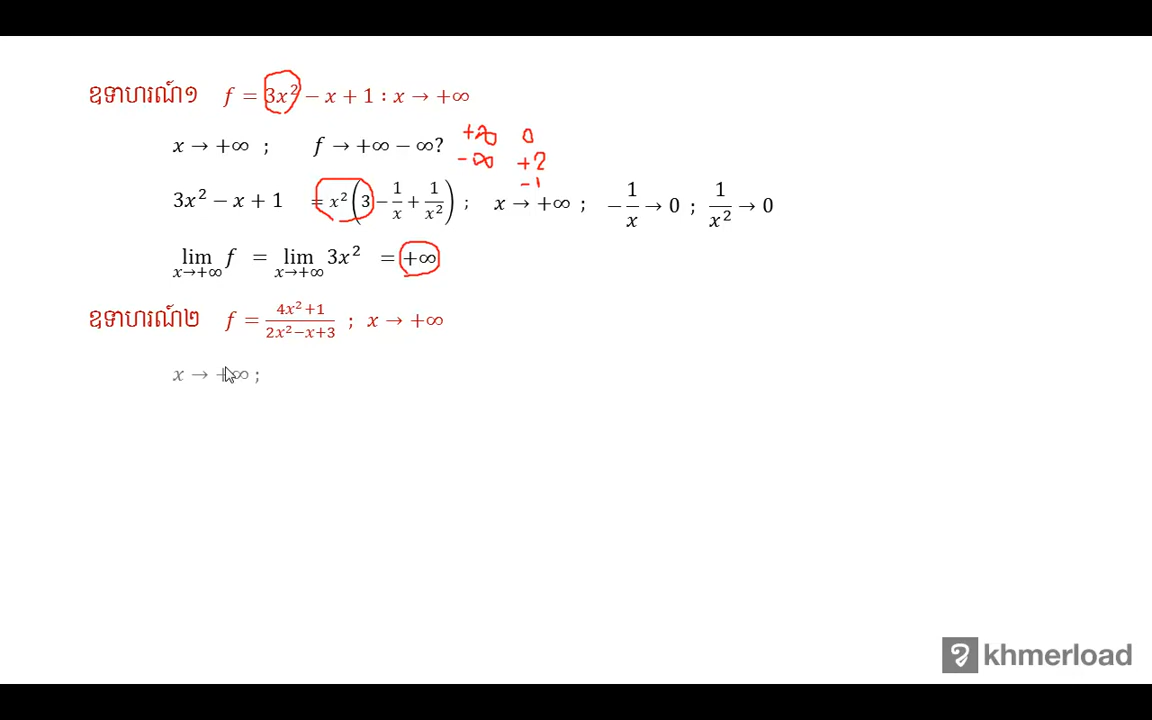 ឧទាហរណ៍១ f = 3x² − x + 1 : x → +∞
x → +∞ ; f → +∞ − ∞? +∞ 0
−∞ +2
−1
3x² − x + 1 = x² (3 − 1/x + 1/x²) ; x → +∞ ; − 1/x → 0 ; 1/x² → 0
lim x→+∞ f = lim x→+∞ 3x² = +∞
ឧទាហរណ៍២ f = (4x²+1)/(2x²−x+3) ; x → +∞
x → +∞ ;
khmerload